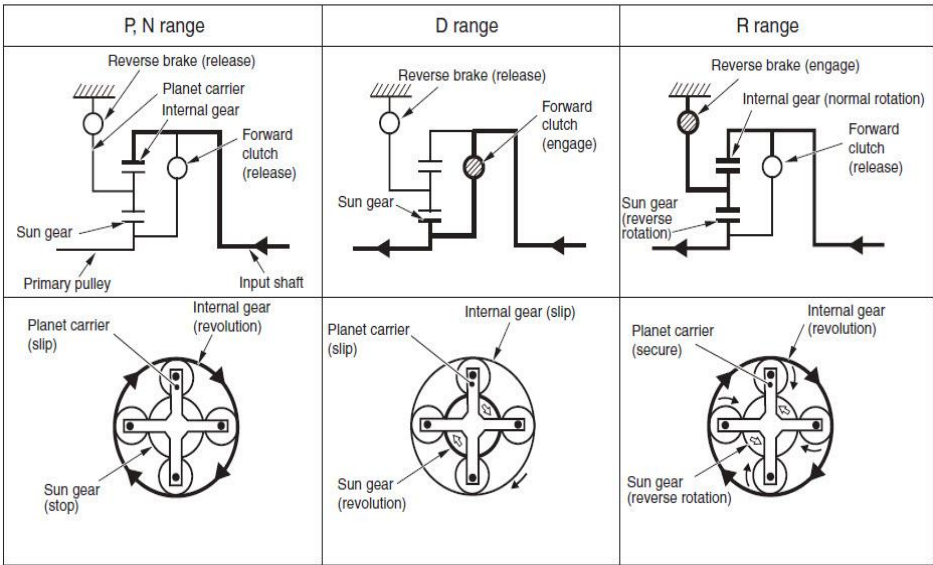 P, N range
D range
R range
Reverse brake (release)
Planet carrier
Internal gear
Forward
clutch
(release)
Sun gear
Primary pulley
Input shaft
Reverse brake (release)
Forward
clutch
(engage)
Sun gear
Reverse brake (engage)
Internal gear (normal rotation)
Forward
clutch
(release)
Sun gear
(reverse
rotation)
Internal gear
(revolution)
Planet carrier
(slip)
Sun gear
(stop)
Internal gear (slip)
Planet carrier
(slip)
Sun gear
(revolution)
Internal gear
(revolution)
Planet carrier
(secure)
Sun gear
(reverse rotation)